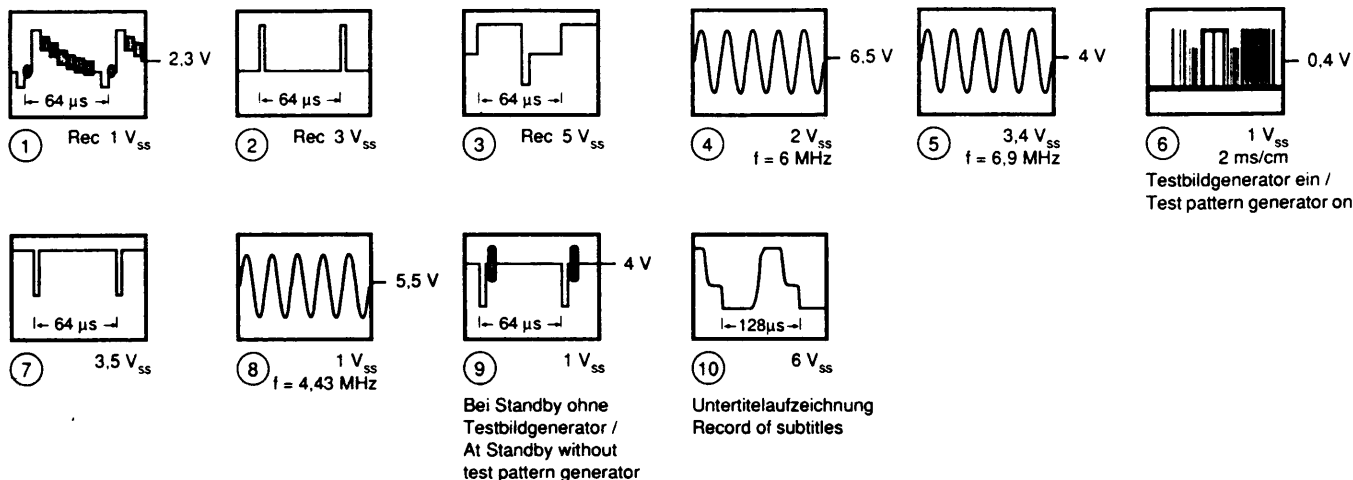 2,3 V
64 µs
1 Rec 1 Vss
64 µs
2 Rec 3 Vss
64 µs
3 Rec 5 Vss
6,5 V
4 2 Vss
f = 6 MHz
4 V
5 3,4 Vss
f = 6,9 MHz
0,4 V
6 1 Vss
2 ms/cm
Testbildgenerator ein /
Test pattern generator on
64 µs
7 3,5 Vss
5,5 V
8 1 Vss
f = 4,43 MHz
4 V
64 µs
9 1 Vss
Bei Standby ohne
Testbildgenerator /
At Standby without
test pattern generator
128µs
10 6 Vss
Untertitelaufzeichnung
Record of subtitles